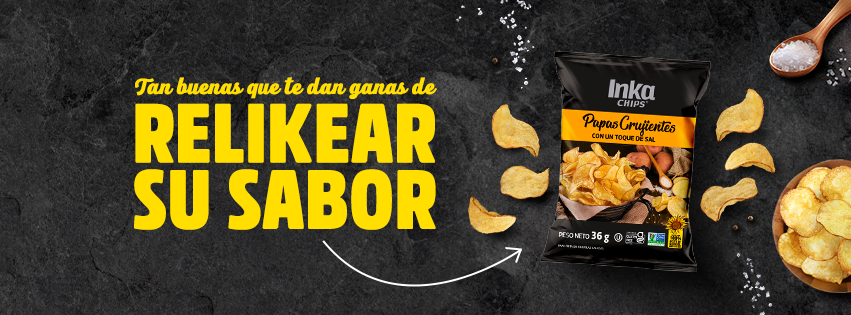 Tan buenas que te dan ganas de
RELIKEAR
SU SABOR
Inka
CHIPS®
Papas Crujientes
CON UN TOQUE DE SAL
PESO NETO 36 g